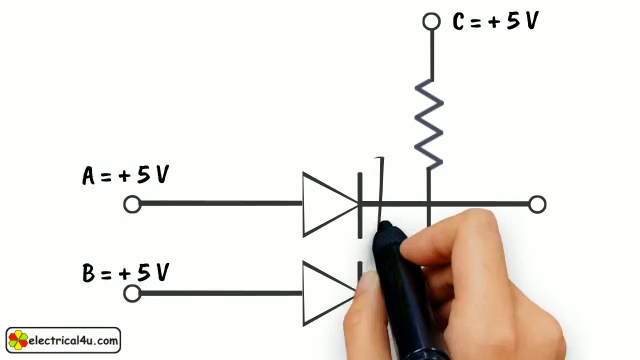 C = + 5 V
A = + 5 V
B = + 5 V
electrical4u.com